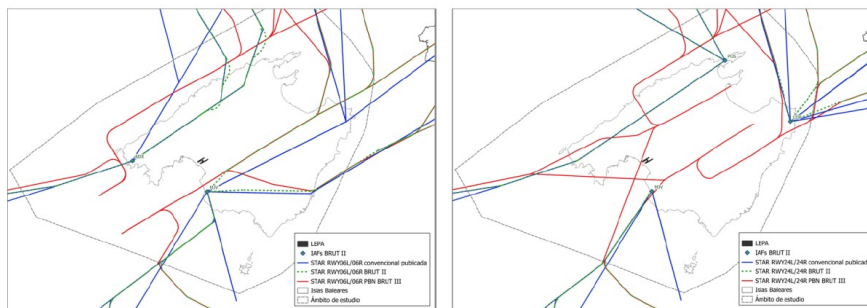 LEPA
IAFs BRUT II
STAR RWY06L/06R convencional publicada
STAR RWY06L/06R BRUT II
STAR RWY06L/06R PBN BRUT III
Islas Baleares
Ámbito de estudio
LEPA
IAFs BRUT II
STAR RWY24L/24R convencional publicada
STAR RWY24L/24R BRUT II
STAR RWY24L/24R PBN BRUT III
Islas Baleares
Ámbito de estudio